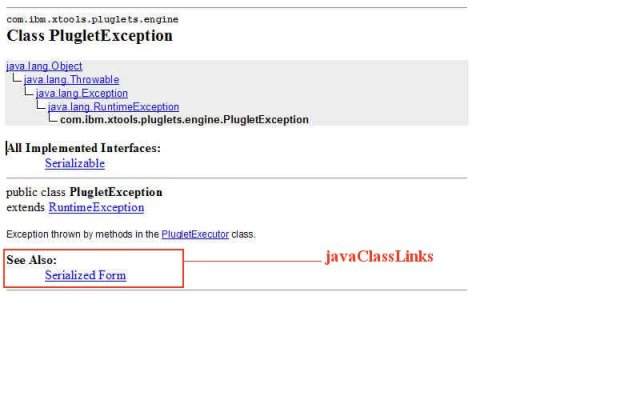 com.ibm.xtools.pluglets.engine
Class PlugletException
java.lang.Object
java.lang.Throwable
java.lang.Exception
java.lang.RuntimeException
com.ibm.xtools.pluglets.engine.PlugletException
All Implemented Interfaces:
Serializable
public class PlugletException
extends RuntimeException
Exception thrown by methods in the PlugletExecutor class.
See Also:
javaClassLinks
Serialized Form